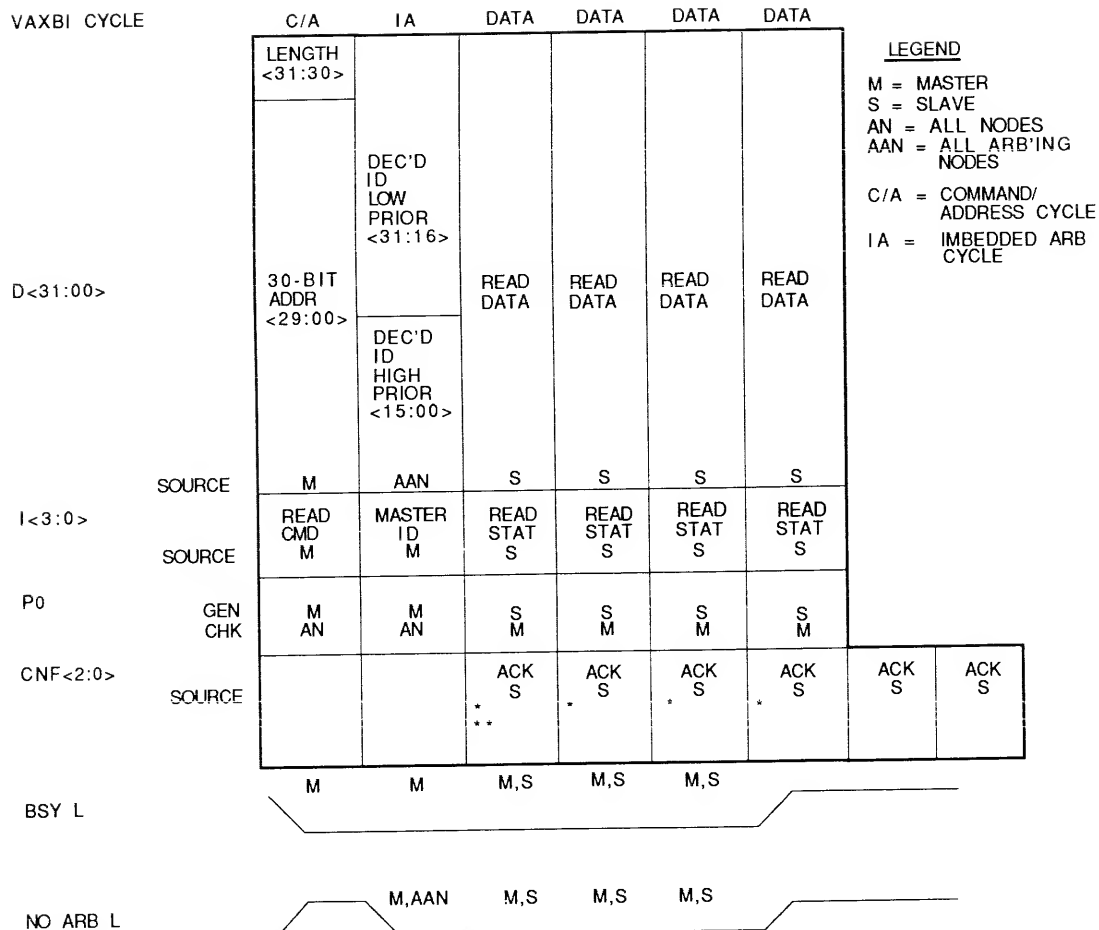 VAXBI CYCLE C/A IA DATA DATA DATA DATA
LENGTH
<31:30>
LEGEND
M = MASTER
S = SLAVE
AN = ALL NODES
AAN = ALL ARB'ING
NODES
C/A = COMMAND/
ADDRESS CYCLE
IA = IMBEDDED ARB
CYCLE
DEC'D
ID
LOW
PRIOR
<31:16>
D<31:00>
30-BIT
ADDR
<29:00>
READ
DATA
READ
DATA
READ
DATA
READ
DATA
DEC'D
ID
HIGH
PRIOR
<15:00>
SOURCE M AAN S S S S
I<3:0>
READ
CMD
MASTER
ID
READ
STAT
READ
STAT
READ
STAT
READ
STAT
SOURCE M M S S S S
P0
GEN M M S S S S
CHK AN AN M M M M
CNF<2:0>
ACK ACK ACK ACK ACK ACK
SOURCE S S S S S S
* * * *
**
M M M,S M,S M,S
BSY L
M,AAN M,S M,S M,S
NO ARB L